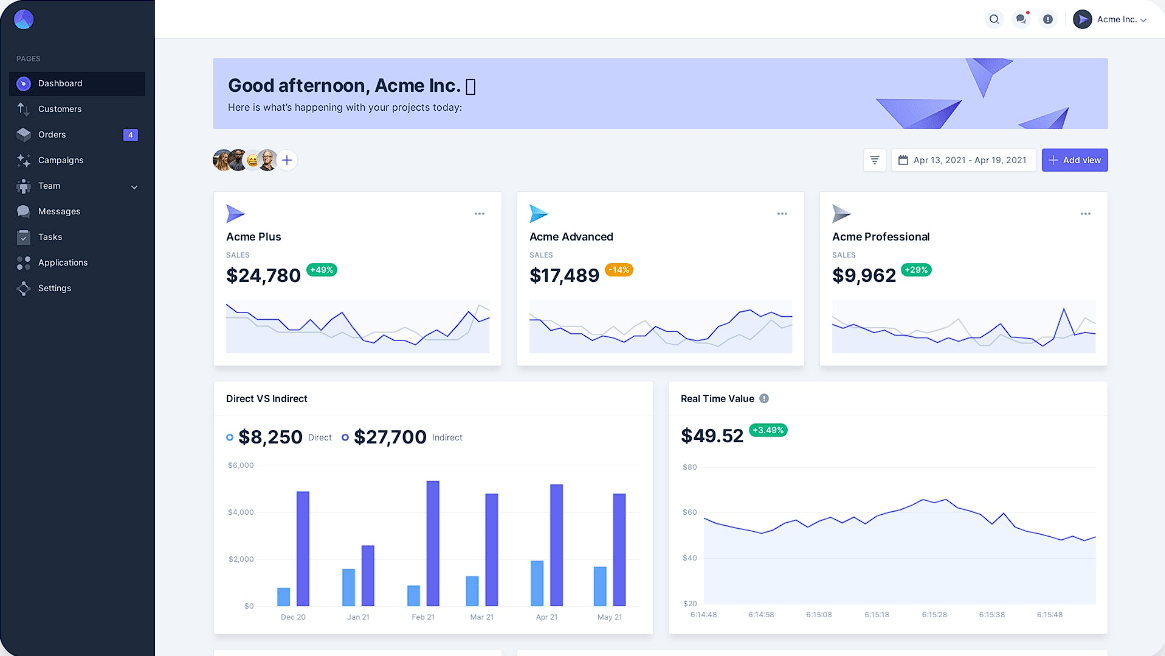 PAGES
Dashboard
Customers
Orders 4
Campaigns
Team
Messages
Tasks
Applications
Settings
Acme Inc.
Good afternoon, Acme Inc.
Here is what's happening with your projects today:
Apr 13, 2021 - Apr 19, 2021
Add view
Acme Plus
SALES
$24,780 +49%
Acme Advanced
SALES
$17,489 -14%
Acme Professional
SALES
$9,962 +29%
Direct VS Indirect
$8,250 Direct $27,700 Indirect
$6,000
$4,000
$2,000
$0
Dec 20 Jan 21 Feb 21 Mar 21 Apr 21 May 21
Real Time Value
$49.52 +3.49%
$80
$60
$40
$20
6:14:48 6:14:58 6:15:08 6:15:18 6:15:28 6:15:38 6:15:48